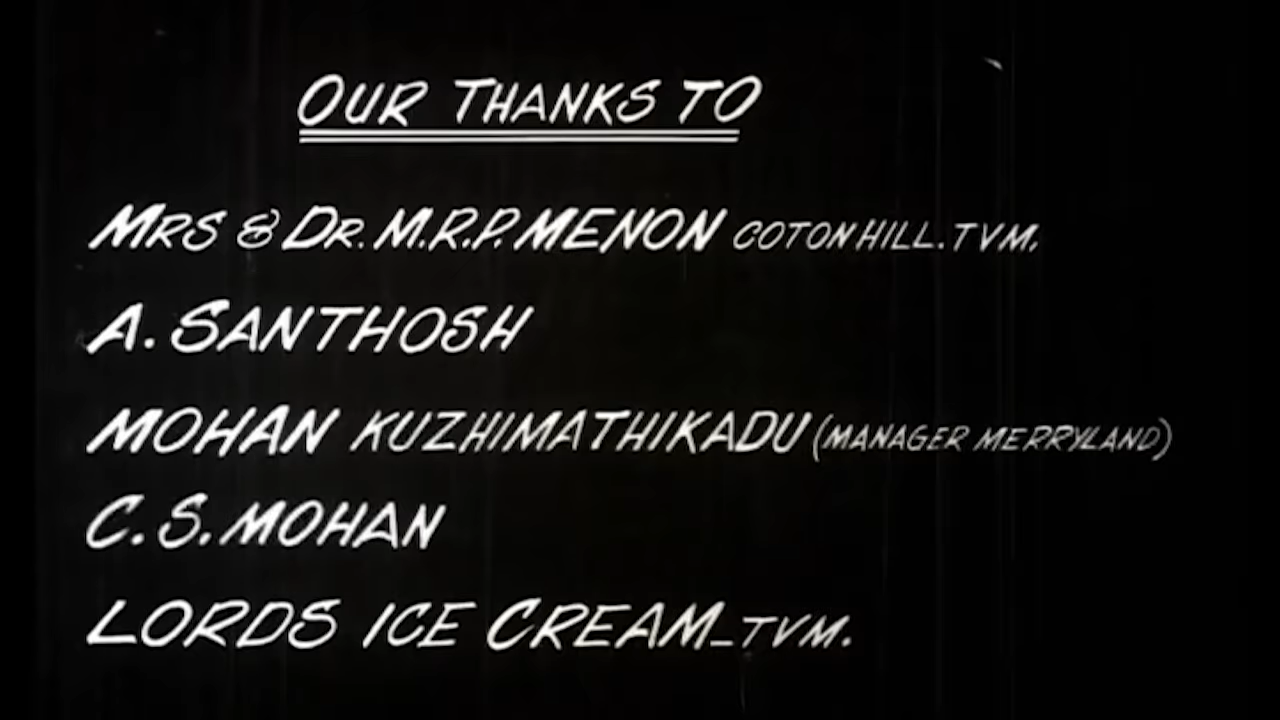 OUR THANKS TO
MRS & DR. M.R.P. MENON COTON HILL. TVM.
A. SANTHOSH
MOHAN KUZHIMATHIKADU (MANAGER MERRYLAND)
C. S. MOHAN
LORDS ICE CREAM_TVM.